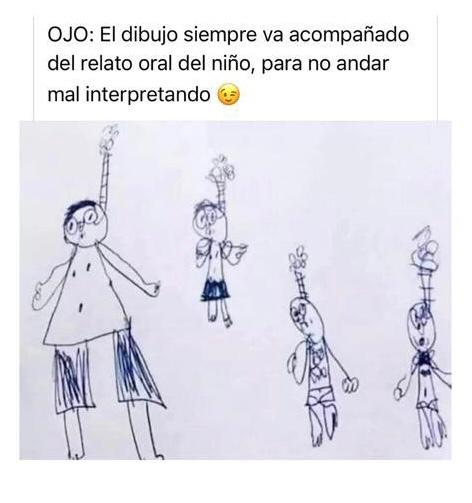 OJO: El dibujo siempre va acompañado
del relato oral del niño, para no andar
mal interpretando 😉